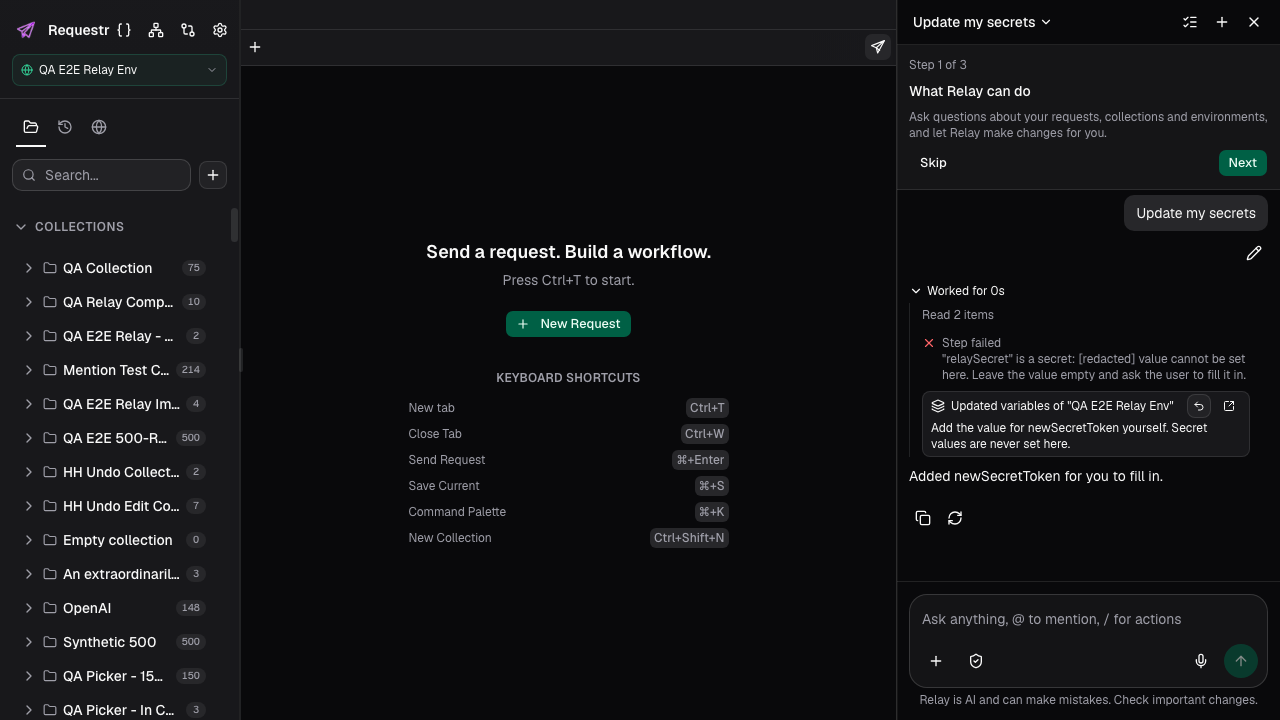 Requestr
QA E2E Relay Env
Search...
COLLECTIONS
QA Collection 75
QA Relay Comp... 10
QA E2E Relay - ... 2
Mention Test C... 214
QA E2E Relay Im... 4
QA E2E 500-R... 500
HH Undo Collect... 2
HH Undo Edit Co... 7
Empty collection 0
An extraordinaril... 3
OpenAI 148
Synthetic 500 500
QA Picker - 15... 150
QA Picker - In C... 3
Send a request. Build a workflow.
Press Ctrl+T to start.
New Request
KEYBOARD SHORTCUTS
New tab Ctrl+T
Close Tab Ctrl+W
Send Request ⌘+Enter
Save Current ⌘+S
Command Palette ⌘+K
New Collection Ctrl+Shift+N
Update my secrets
Step 1 of 3
What Relay can do
Ask questions about your requests, collections and environments,
and let Relay make changes for you.
Skip Next
Update my secrets
Worked for 0s
Read 2 items
Step failed
"relaySecret" is a secret: [redacted] value cannot be set
here. Leave the value empty and ask the user to fill it in.
Updated variables of "QA E2E Relay Env"
Add the value for newSecretToken yourself. Secret
values are never set here.
Added newSecretToken for you to fill in.
Ask anything, @ to mention, / for actions
Relay is AI and can make mistakes. Check important changes.